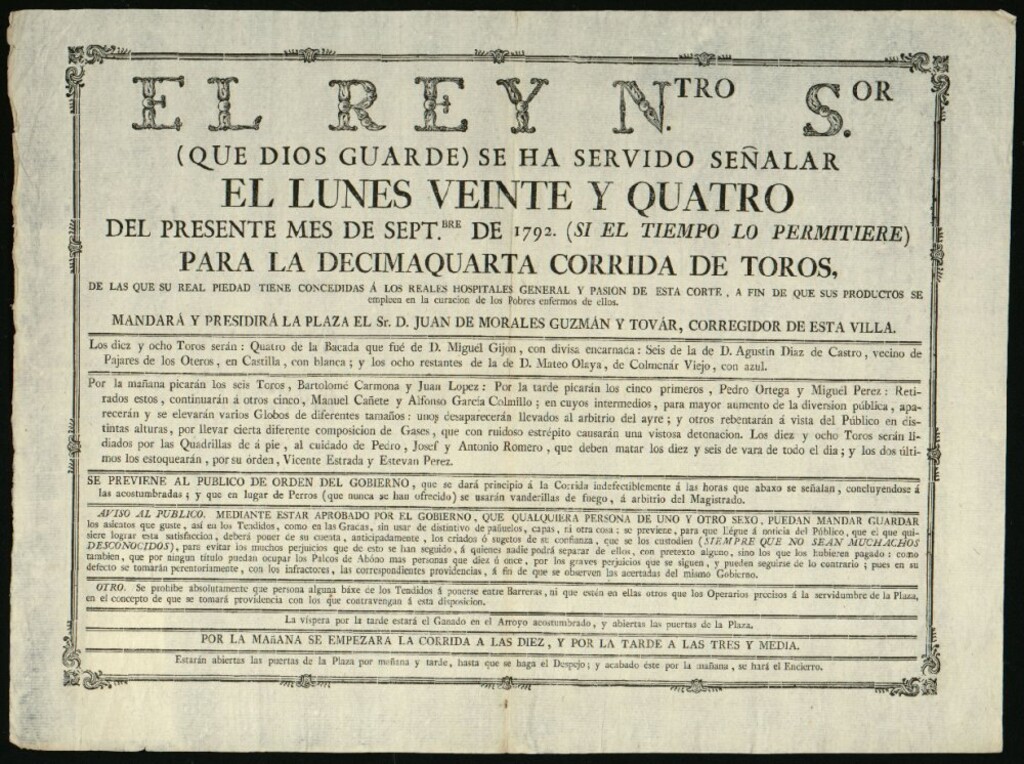 EL REY N.TRO S.OR
(QUE DIOS GUARDE) SE HA SERVIDO SEÑALAR
EL LUNES VEINTE Y QUATRO
DEL PRESENTE MES DE SEPT.BRE DE 1792. (SI EL TIEMPO LO PERMITIERE)
PARA LA DECIMAQUARTA CORRIDA DE TOROS,
DE LAS QUE SU REAL PIEDAD TIENE CONCEDIDAS Á LOS REALES HOSPITALES GENERAL Y PASION DE ESTA CORTE, A FIN DE QUE SUS PRODUCTOS SE
empleen en la curacion de los Pobres enfermos de ellos.
MANDARÁ Y PRESIDIRÁ LA PLAZA EL Sr. D. JUAN DE MORALES GUZMÁN Y TOVÁR, CORREGIDOR DE ESTA VILLA.
Los diez y ocho Toros serán: Quatro de la Bacada que fué de D. Miguél Gijon, con divisa encarnada: Seis de la de D. Agustin Diaz de Castro, vecino de
Pajares de los Oteros, en Castilla, con blanca; y los ocho restantes de la de D. Mateo Olaya, de Colmenár Viejo, con azul.
Por la mañana picarán los seis Toros, Bartolomé Carmona y Juan Lopez: Por la tarde picarán los cinco primeros, Pedro Ortega y Miguél Perez: Reti-
rados estos, continuarán á otros cinco, Manuel Cañete y Alfonso García Colmillo; en cuyos intermedios, para mayor aumento de la diversion pública, apa-
recerán y se elevarán varios Globos de diferentes tamaños: unos desaparecerán llevados al arbitrio del ayre; y otros rebentarán á vista del Público en dis-
tintas alturas, por llevar cierta diferente composicion de Gases, que con ruidoso estrépito causarán una vistosa detonacion. Los diez y ocho Toros serán li-
diados por las Quadrillas de á pie, al cuidado de Pedro, Josef y Antonio Romero, que deben matar los diez y seis de vara de todo el dia; y los dos últi-
mos los estoquearán, por su órden, Vicente Estrada y Estevan Perez.
SE PREVIENE AL PUBLICO DE ORDEN DEL GOBIERNO, que se dará principio á la Corrida indefectiblemente á las horas que abaxo se señalan, concluyendose á
las acostumbradas; y que en lugar de Perros (que nunca se han ofrecido) se usarán vanderillas de fuego, á arbitrio del Magistrado.
AVISO AL PUBLICO. MEDIANTE ESTAR APROBADO POR EL GOBIERNO, QUE QUALQUIERA PERSONA DE UNO Y OTRO SEXO, PUEDAN MANDAR GUARDAR
los asientos que guste, así en los Tendidos, como en las Gracas, sin usar de distintivo de pañuelos, capas, ni otra cosa; se previene, para que llégue á noticia del Público, que el que qui-
siere lograr esta satisfaccion, deberá poner de su cuenta, anticipadamente, los criados ó sugetos de su confianza, que se los custodien (SIEMPRE QUE NO SEAN MUCHACHOS
DESCONOCIDOS), para evitar los muchos perjuicios que de esto se han seguido, á quienes nadie podrá separar de ellos, con pretexto alguno, sino los que los hubieren pagado: como
tambien, que por ningun título puedan ocupar los Palcos de Abóno mas personas que diez ú once, por los graves perjuicios que se siguen, y pueden seguirse de lo contrario; pues en su
defecto se tomarán perentoriamente, con los infractores, las correspondientes providencias, á fin de que se observen las acertadas del mismo Gobierno.
OTRO. Se prohibe absolutamente que persona alguna báxe de los Tendidos á ponerse entre Barreras, ni que estén en ellas otros que los Operarios precisos á la servidumbre de la Plaza,
en el concepto de que se tomará providencia con los que contravengan á esta disposicion.
La víspera por la tarde estará el Ganado en el Arroyo acostumbrado, y abiertas las puertas de la Plaza.
POR LA MAñANA SE EMPEZARA LA CORRIDA A LAS DIEZ, Y POR LA TARDE A LAS TRES Y MEDIA.
Estarán abiertas las puertas de la Plaza por mañana y tarde, hasta que se haga el Despejo; y acabado éste por la mañana, se hará el Encierro.